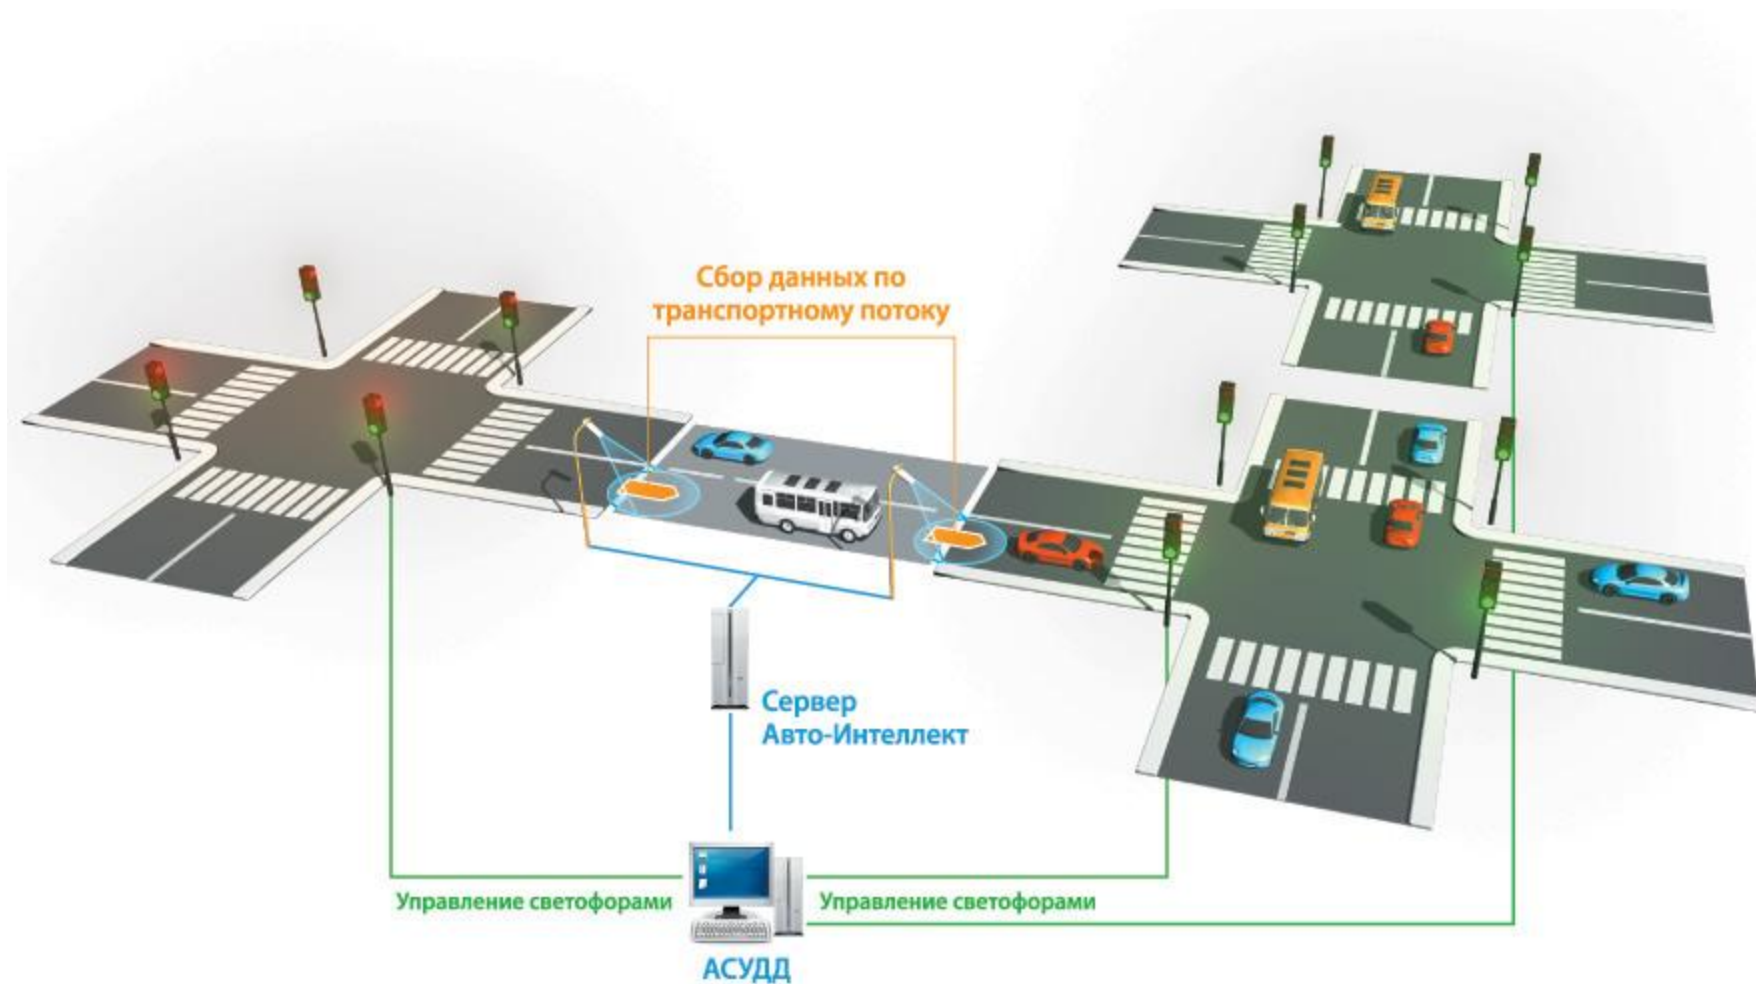 Сбор данных по
транспортному потоку
Сервер
Авто-Интеллект
Управление светофорами
Управление светофорами
АСУДД